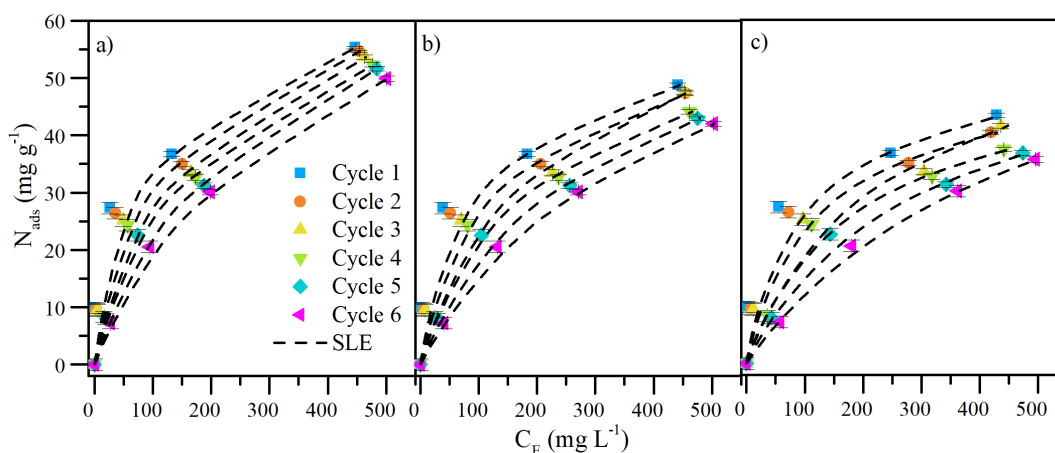 60
50
40
30
20
10
0
N_ads (mg g⁻¹)
a)
b)
c)
Cycle 1
Cycle 2
Cycle 3
Cycle 4
Cycle 5
Cycle 6
SLE
0 100 200 300 400 500
0 100 200 300 400 500
0 100 200 300 400 500
C_E (mg L⁻¹)